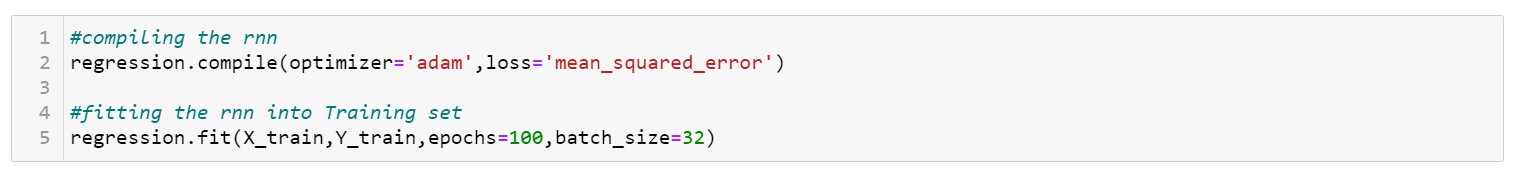 1 #compiling the rnn
2 regression.compile(optimizer='adam',loss='mean_squared_error')
3
4 #fitting the rnn into Training set
5 regression.fit(X_train,Y_train,epochs=100,batch_size=32)